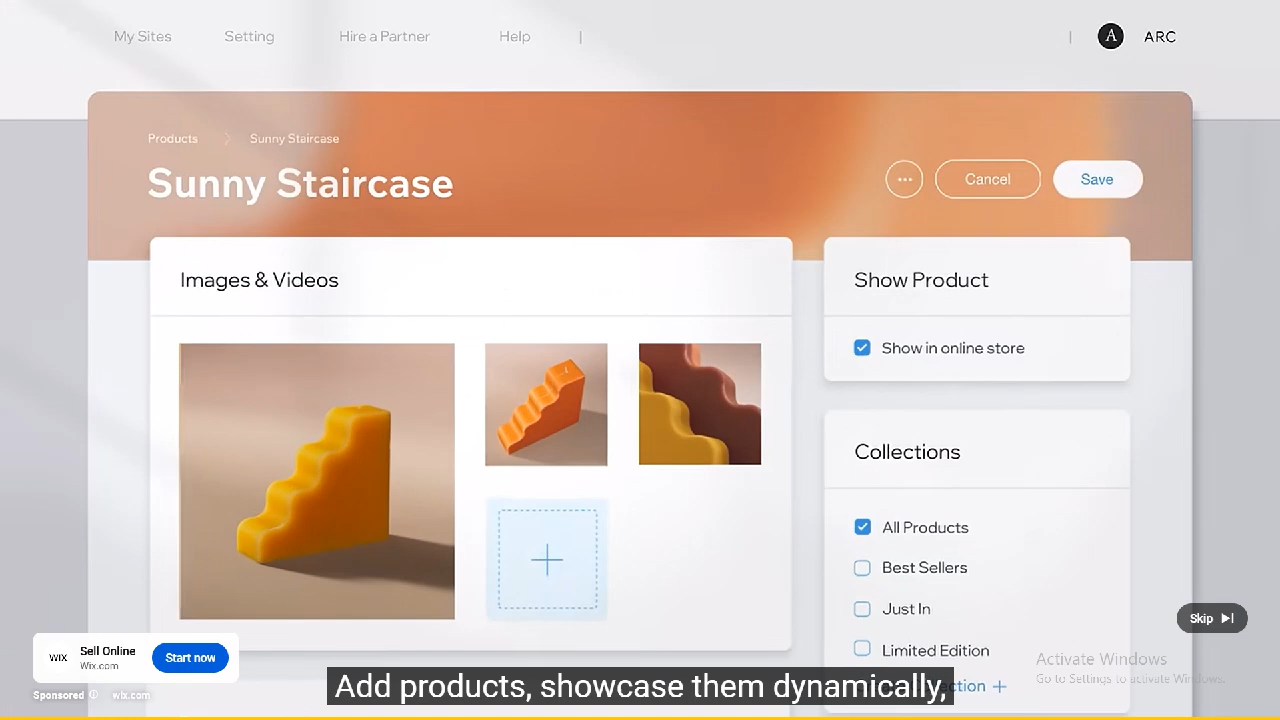 My Sites Setting Hire a Partner Help | | A ARC
Products > Sunny Staircase
Sunny Staircase
... Cancel Save
Images & Videos
Show Product
Show in online store
Collections
All Products
Best Sellers
Just In
Limited Edition
Skip
WIX Sell Online
Wix.com
Start now
Activate Windows
Go to Settings to activate Windows.
Sponsored wix.com
Add products, showcase them dynamically,